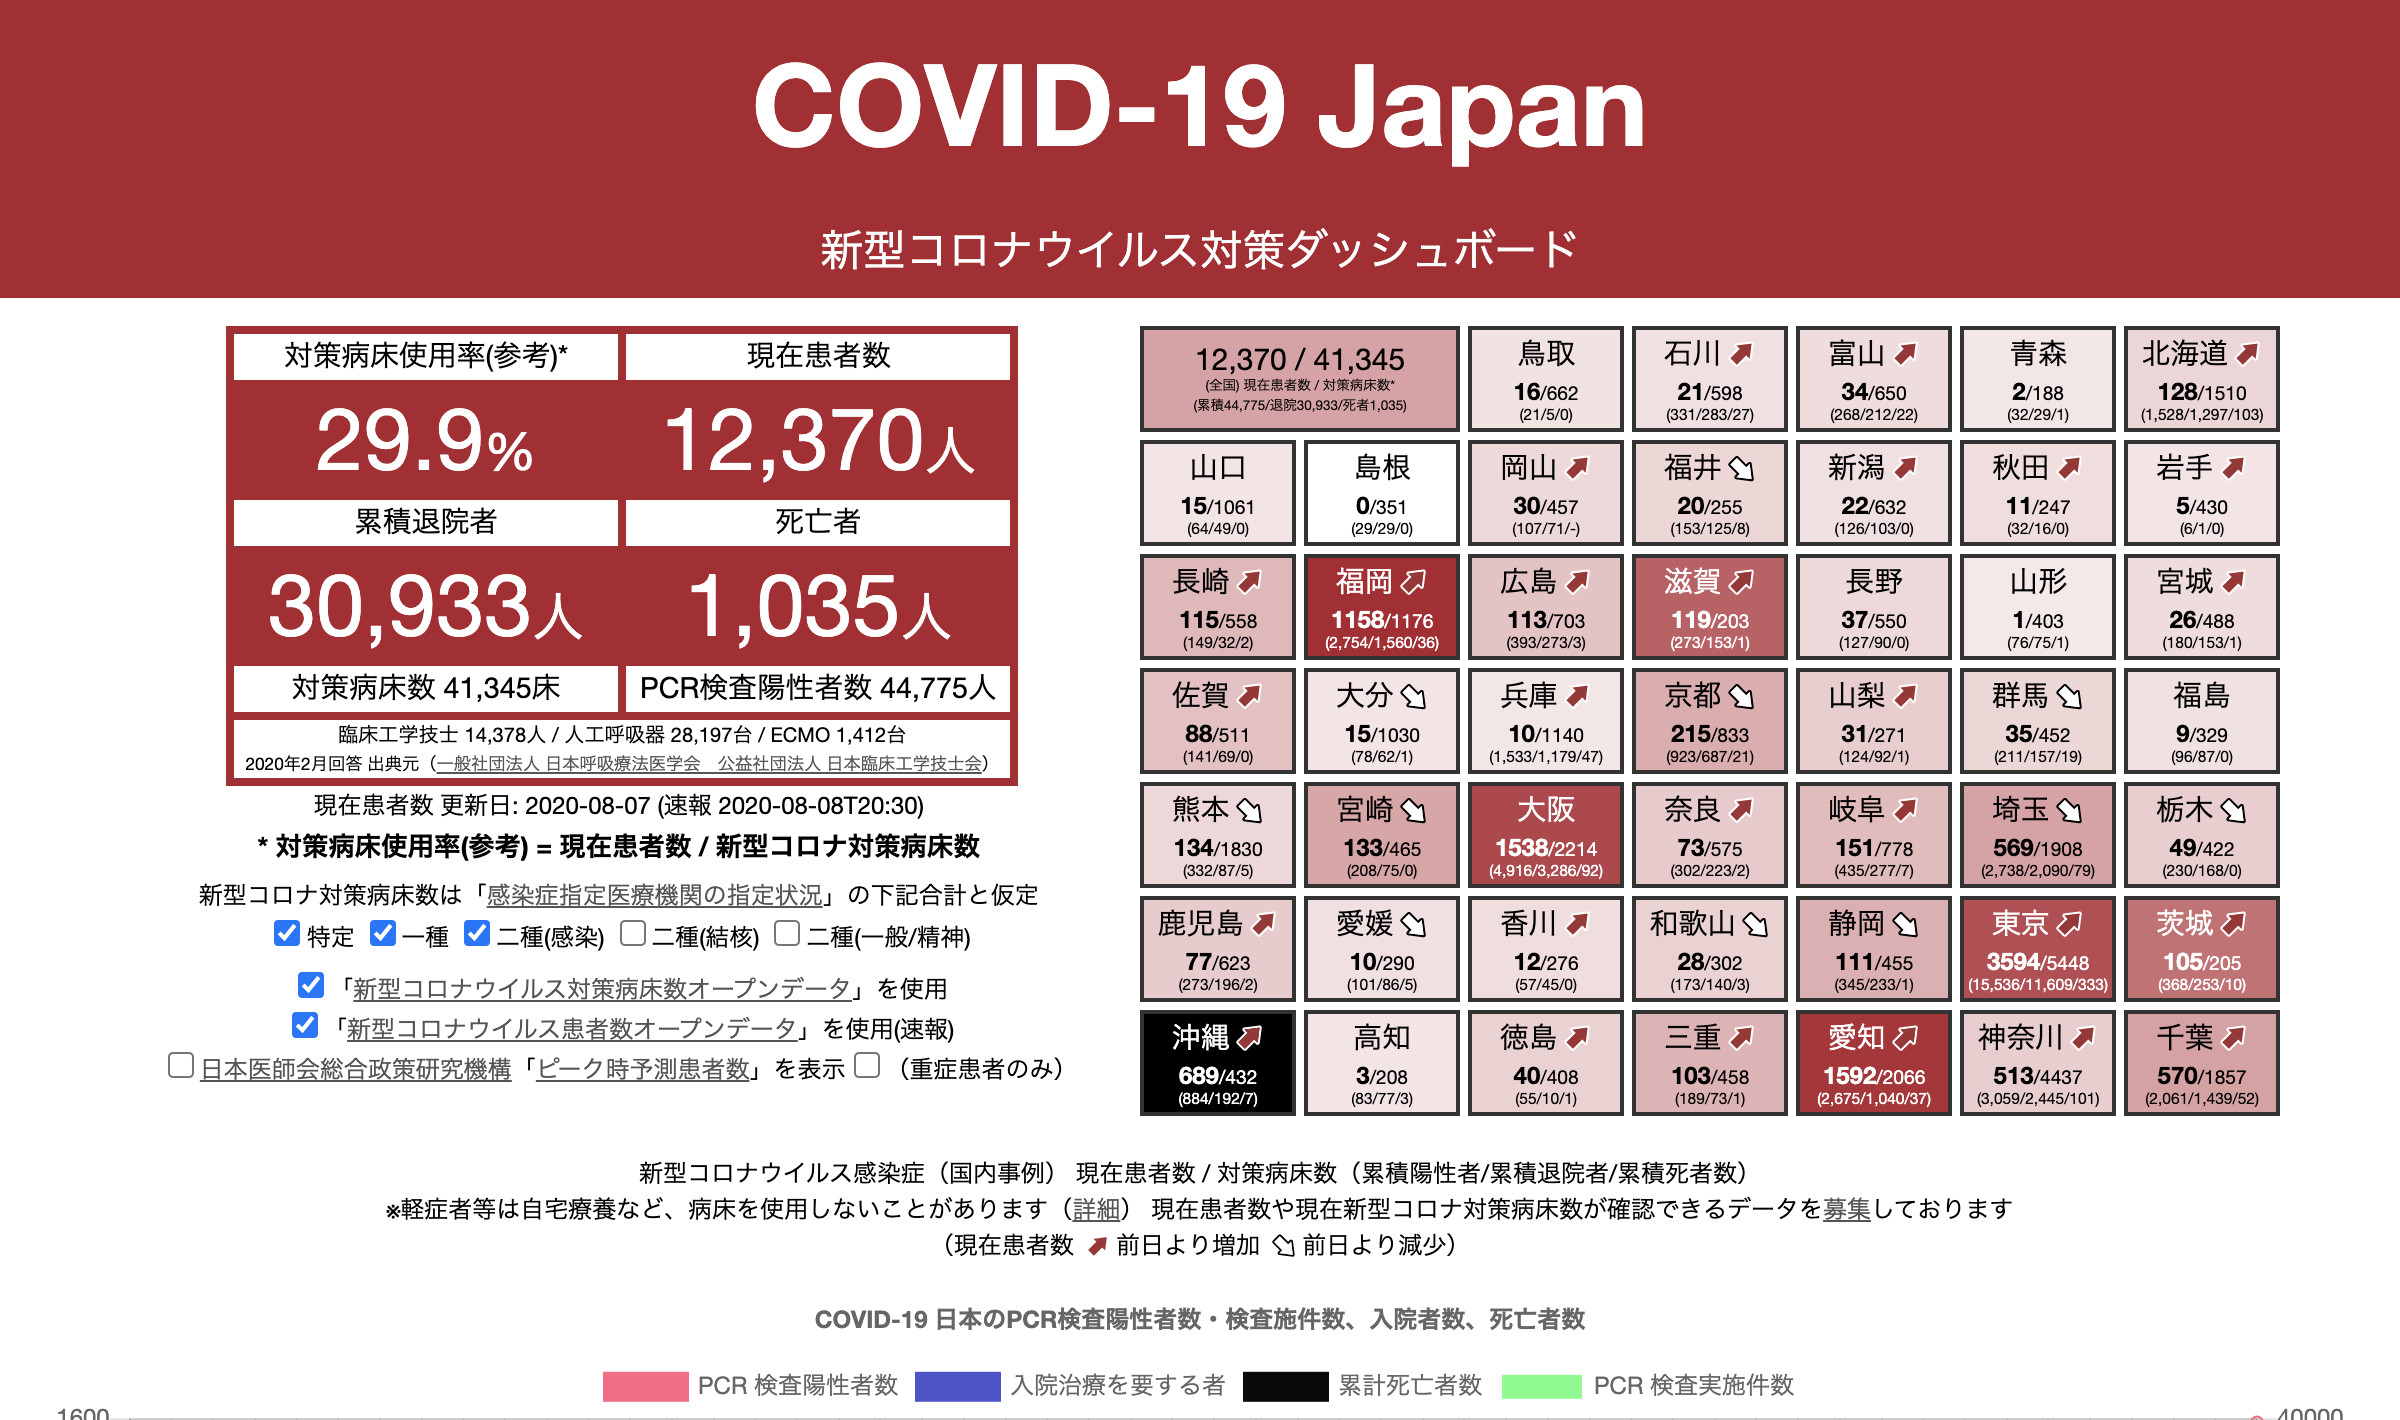 COVID-19 Japan
新型コロナウイルス対策ダッシュボード
対策病床使用率(参考)* 現在患者数
29.9% 12,370人
累積退院者 死亡者
30,933人 1,035人
対策病床数 41,345床 PCR検査陽性者数 44,775人
臨床工学技士 14,378人 / 人工呼吸器 28,197台 / ECMO 1,412台
2020年2月回答 出典元（一般社団法人 日本呼吸療法医学会　公益社団法人 日本臨床工学技士会）
現在患者数 更新日: 2020-08-07 (速報 2020-08-08T20:30)
* 対策病床使用率(参考) = 現在患者数 / 新型コロナ対策病床数
新型コロナ対策病床数は「感染症指定医療機関の指定状況」の下記合計と仮定
特定 一種 二種(感染) 二種(結核) 二種(一般/精神)
「新型コロナウイルス対策病床数オープンデータ」を使用
「新型コロナウイルス患者数オープンデータ」を使用(速報)
日本医師会総合政策研究機構「ピーク時予測患者数」を表示 （重症患者のみ）
12,370 / 41,345
(全国) 現在患者数 / 対策病床数*
(累積44,775/退院30,933/死者1,035)
鳥取 石川 富山 青森 北海道
16/662 21/598 34/650 2/188 128/1510
(21/5/0) (331/283/27) (268/212/22) (32/29/1) (1,528/1,297/103)
山口 島根 岡山 福井 新潟 秋田 岩手
15/1061 0/351 30/457 20/255 22/632 11/247 5/430
(64/49/0) (29/29/0) (107/71/-) (153/125/8) (126/103/0) (32/16/0) (6/1/0)
長崎 福岡 広島 滋賀 長野 山形 宮城
115/558 1158/1176 113/703 119/203 37/550 1/403 26/488
(149/32/2) (2,754/1,560/36) (393/273/3) (273/153/1) (127/90/0) (76/75/1) (180/153/1)
佐賀 大分 兵庫 京都 山梨 群馬 福島
88/511 15/1030 10/1140 215/833 31/271 35/452 9/329
(141/69/0) (78/62/1) (1,533/1,179/47) (923/687/21) (124/92/1) (211/157/19) (96/87/0)
熊本 宮崎 大阪 奈良 岐阜 埼玉 栃木
134/1830 133/465 1538/2214 73/575 151/778 569/1908 49/422
(332/87/5) (208/75/0) (4,916/3,286/92) (302/223/2) (435/277/7) (2,738/2,090/79) (230/168/0)
鹿児島 愛媛 香川 和歌山 静岡 東京 茨城
77/623 10/290 12/276 28/302 111/455 3594/5448 105/205
(273/196/2) (101/86/5) (57/45/0) (173/140/3) (345/233/1) (15,536/11,609/333) (368/253/10)
沖縄 高知 徳島 三重 愛知 神奈川 千葉
689/432 3/208 40/408 103/458 1592/2066 513/4437 570/1857
(884/192/7) (83/77/3) (55/10/1) (189/73/1) (2,675/1,040/37) (3,059/2,445/101) (2,061/1,439/52)
新型コロナウイルス感染症（国内事例） 現在患者数 / 対策病床数（累積陽性者/累積退院者/累積死者数）
※軽症者等は自宅療養など、病床を使用しないことがあります（詳細） 現在患者数や現在新型コロナ対策病床数が確認できるデータを募集しております
（現在患者数 前日より増加 前日より減少）
COVID-19 日本のPCR検査陽性者数・検査施件数、入院者数、死亡者数
PCR 検査陽性者数 入院治療を要する者 累計死亡者数 PCR 検査実施件数
1600 40000